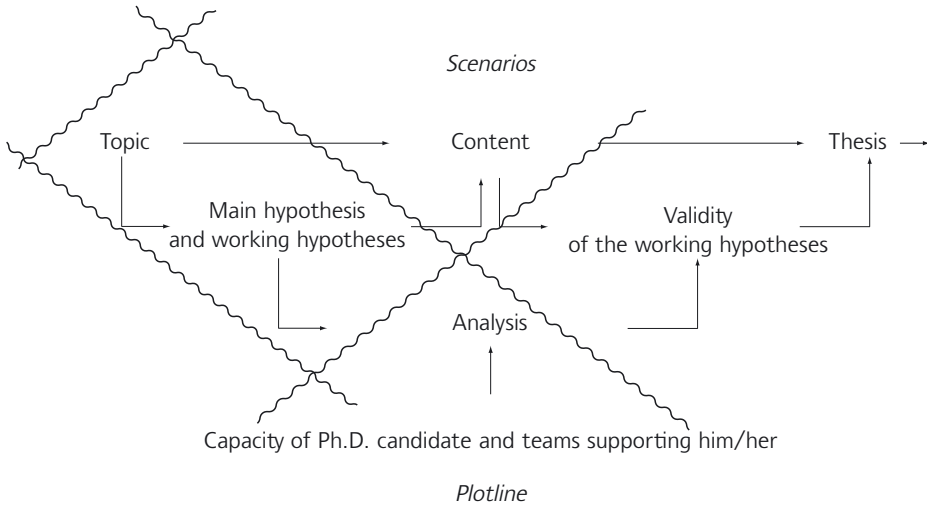 Scenarios
Topic
Content
Thesis
Main hypothesis
and working hypotheses
Validity
of the working hypotheses
Analysis
Capacity of Ph.D. candidate and teams supporting him/her
Plotline